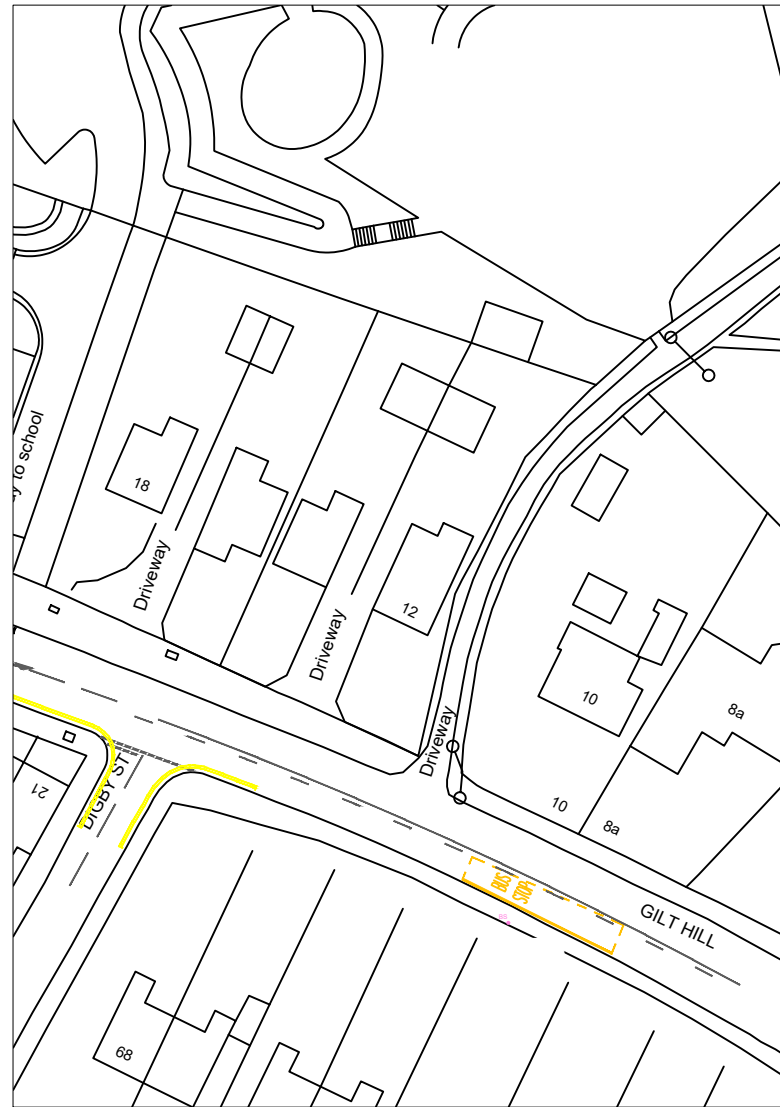 y to school
18
Driveway
Driveway
12
10
8a
Driveway
10
8a
21
DIGBY ST
BUS
STOP
GILT HILL
68